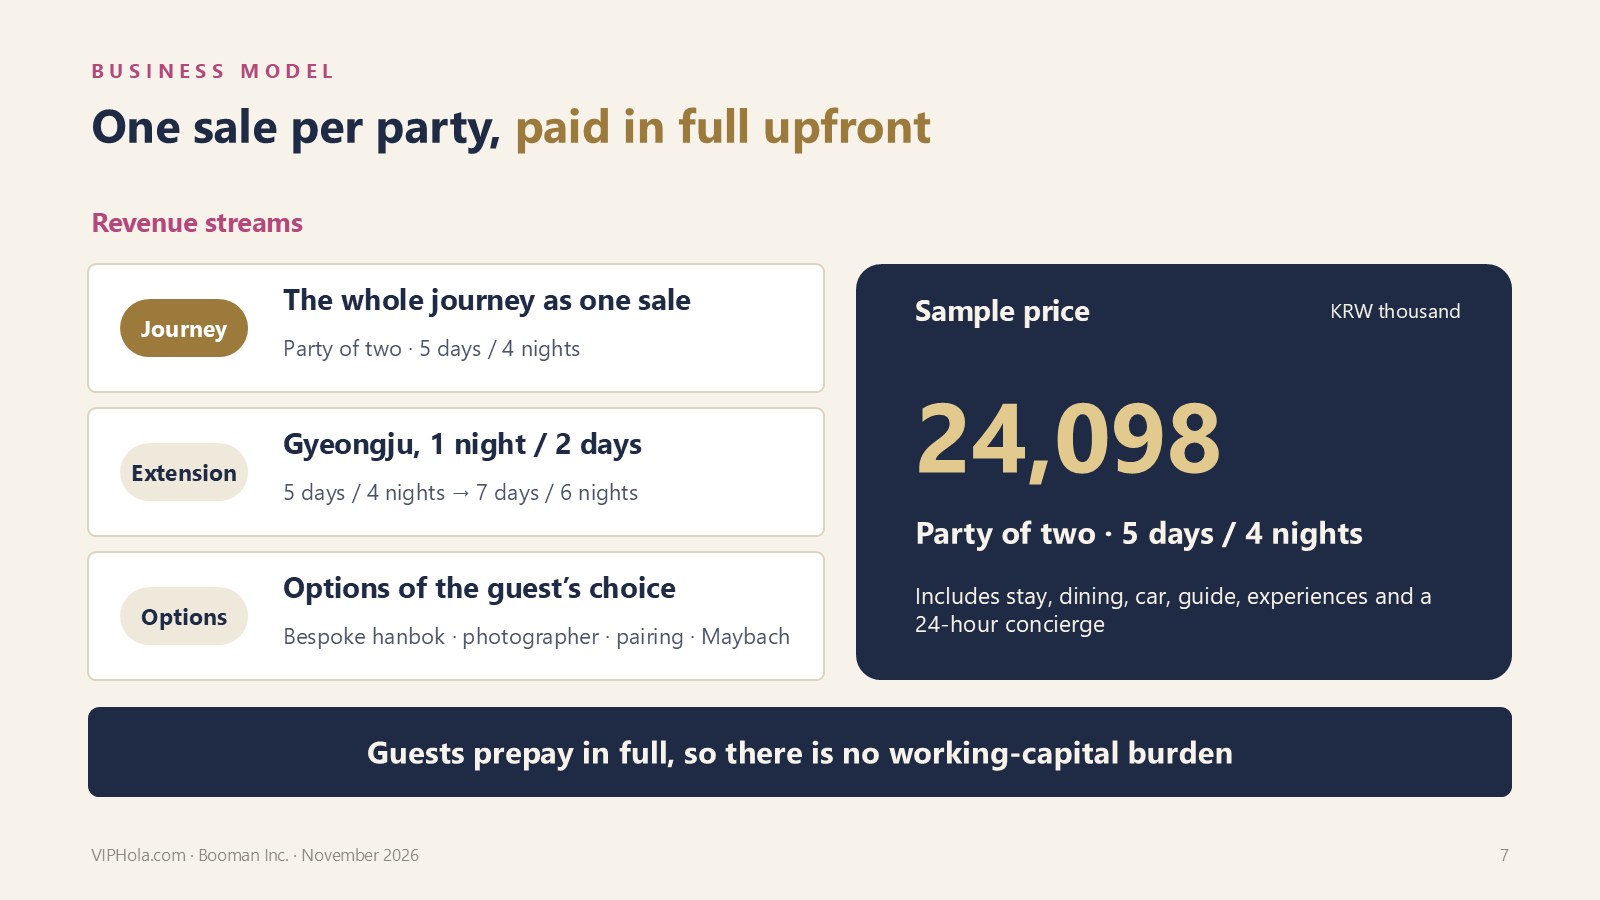 BUSINESS MODEL
One sale per party, paid in full upfront
Revenue streams
Journey
The whole journey as one sale
Party of two · 5 days / 4 nights
Extension
Gyeongju, 1 night / 2 days
5 days / 4 nights → 7 days / 6 nights
Options
Options of the guest’s choice
Bespoke hanbok · photographer · pairing · Maybach
Sample price
KRW thousand
24,098
Party of two · 5 days / 4 nights
Includes stay, dining, car, guide, experiences and a
24-hour concierge
Guests prepay in full, so there is no working-capital burden
VIPHola.com · Booman Inc. · November 2026
7